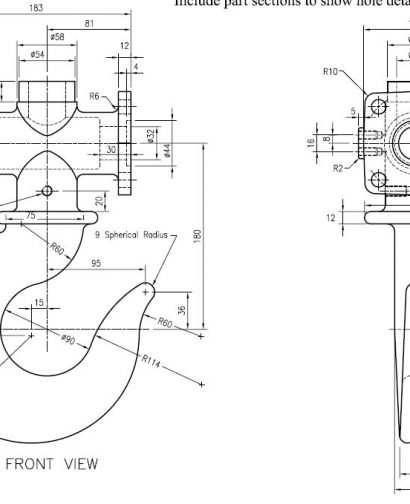 Include part sections to show hole deta
183
81
ø58
ø54
12
4
R6
ø32
ø44
30
20
75
R60
9 Spherical Radius
180
95
15
36
ø90
R60
R114
FRONT VIEW
41
R10
5
16
8
R2
12